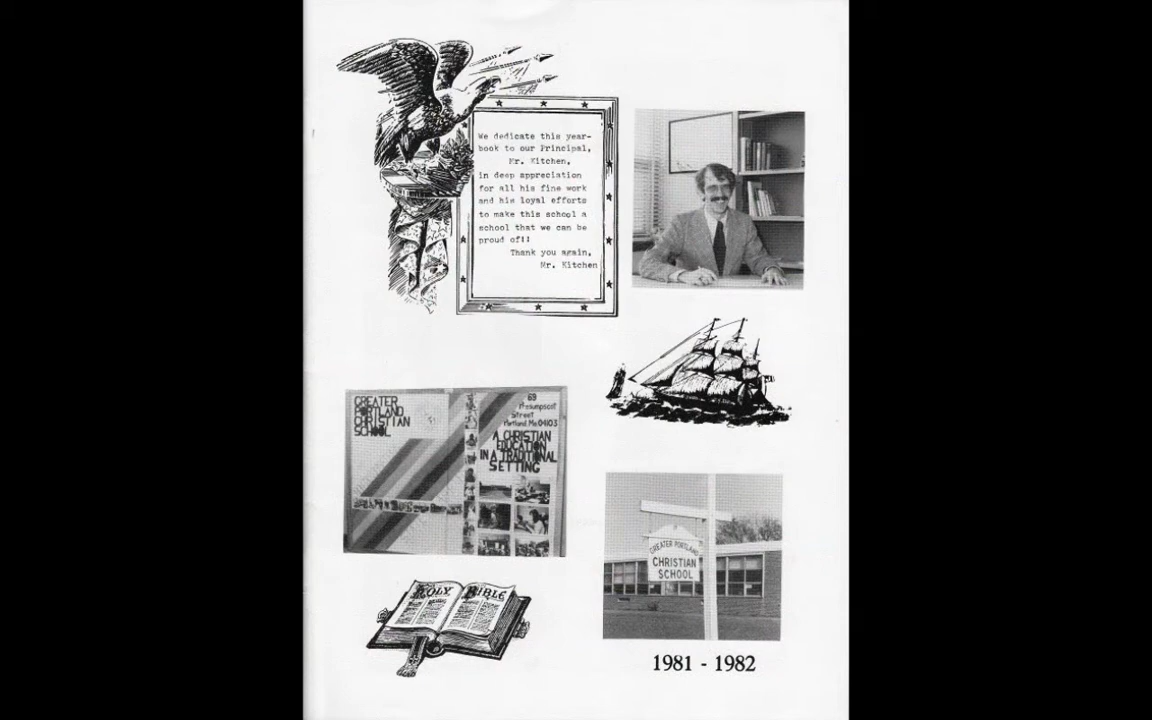 We dedicate this year-
book to our Principal,
Mr. Kitchen,
in deep appreciation
for all his fine work
and his loyal efforts
to make this school a
school that we can be
proud of!!
Thank you again,
Mr. Kitchen
GREATER
PORTLAND
CHRISTIAN
SCHOOL
69
Presumpscot
Street
Portland, Me 04103
A CHRISTIAN
EDUCATION
IN A TRADITIONAL
SETTING
GREATER PORTLAND
CHRISTIAN
SCHOOL
HOLY BIBLE
1981 - 1982